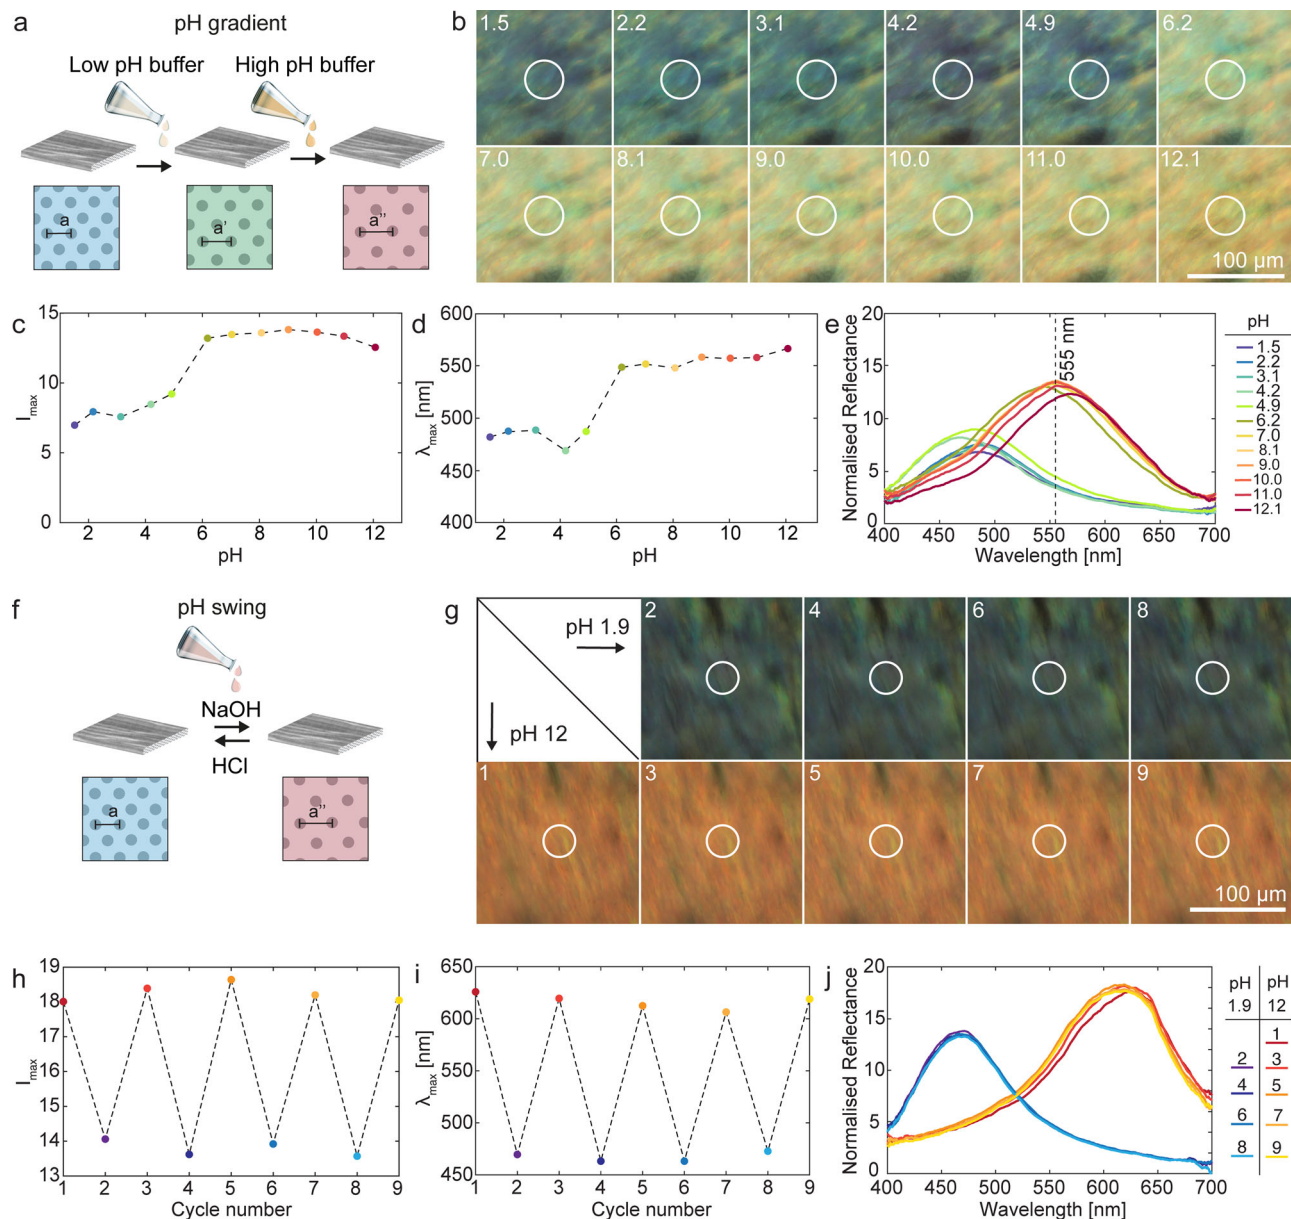 a
pH gradient
Low pH buffer
High pH buffer
a
a'
a''
b
1.5
2.2
3.1
4.2
4.9
6.2
7.0
8.1
9.0
10.0
11.0
12.1
100 µm
c
15
10
5
0
2 4 6 8 10 12
I max
pH
d
600
550
500
450
400
2 4 6 8 10 12
λmax [nm]
pH
e
20
15
10
5
0
400 450 500 550 600 650 700
Normalised Reflectance
Wavelength [nm]
555 nm
pH
1.5
2.2
3.1
4.2
4.9
6.2
7.0
8.1
9.0
10.0
11.0
12.1
f
pH swing
NaOH
HCl
a
a''
g
pH 1.9
pH 12
2
4
6
8
1
3
5
7
9
100 µm
h
19
18
17
16
15
14
13
1 2 3 4 5 6 7 8 9
I max
Cycle number
i
650
600
550
500
450
1 2 3 4 5 6 7 8 9
λmax [nm]
Cycle number
j
20
15
10
5
0
400 450 500 550 600 650 700
Normalised Reflectance
Wavelength [nm]
pH pH
1.9 12
1
2 3
4 5
6 7
8 9